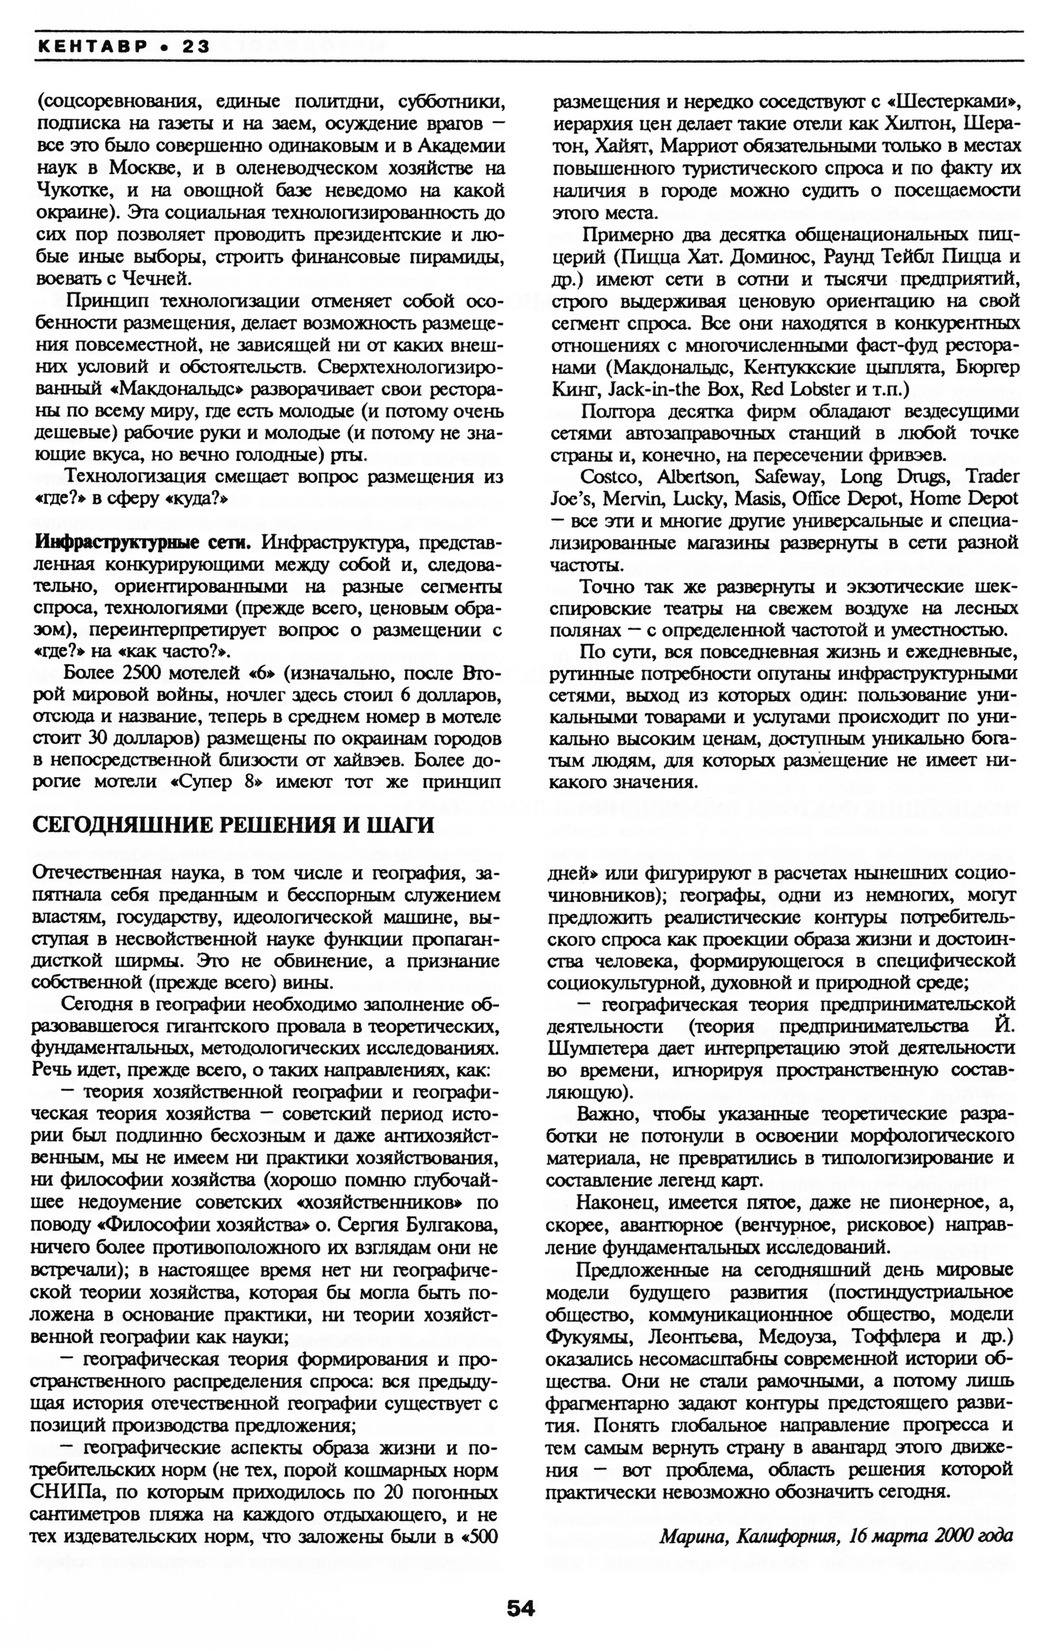 КЕНТАВР • 23
(соцсоревнования, единые политдни, субботники,
подписка на газеты и на заем, осуждение врагов —
все это было совершенно одинаковым и в Академии
наук в Москве, и в оленеводческом хозяйстве на
Чукотке, и на овощной базе неведомо на какой
окраине). Эта социальная технологизированность до
сих пор позволяет проводить президентские и лю-
бые иные выборы, строить финансовые пирамиды,
воевать с Чечней.
Принцип технологизации отменяет собой осо-
бенности размещения, делает возможность размеще-
ния повсеместной, не зависящей ни от каких внеш-
них условий и обстоятельств. Сверхтехнологизиро-
ванный «Макдональдс» разворачивает свои рестора-
ны по всему миру, где есть молодые (и потому очень
дешевые) рабочие руки и молодые (и потому не зна-
ющие вкуса, но вечно голодные) рты.
Технологизация смещает вопрос размещения из
«где?» в сферу «куда?»
Инфраструктурные сети. Инфраструктура, представ-
ленная конкурирующими между собой и, следова-
тельно, ориентированными на разные сегменты
спроса, технологиями (прежде всего, ценовым обра-
зом), переинтерпретирует вопрос о размещении с
«где?» на «как часто?».
Более 2500 мотелей «6» (изначально, после Вто-
рой мировой войны, ночлег здесь стоил 6 долларов,
отсюда и название, теперь в среднем номер в мотеле
стоит 30 долларов) размещены по окраинам городов
в непосредственной близости от хайвэев. Более до-
рогие мотели «Супер 8» имеют тот же принцип
размещения и нередко соседствуют с «Шестерками»,
иерархия цен делает такие отели как Хилтон, Шера-
тон, Хайят, Марриот обязательными только в местах
повышенного туристического спроса и по факту их
наличия в городе можно судить о посещаемости
этого места.
Примерно два десятка общенациональных пиц-
церий (Пицца Хат. Доминос, Раунд Тейбл Пицца и
др.) имеют сети в сотни и тысячи предприятий,
строго выдерживая ценовую ориентацию на свой
сегмент спроса. Все они находятся в конкурентных
отношениях с многочисленными фаст-фуд рестора-
нами (Макдональдс, Кентуккские цыплята, Бюргер
Кинг, Jack-in-the Box, Red Lobster и т.п.)
Полтора десятка фирм обладают вездесущими
сетями автозаправочных станций в любой точке
страны и, конечно, на пересечении фривэев.
Costco, Albertson, Safeway, Long Drugs, Trader
Joe's, Mervin, Lucky, Masis, Office Depot, Home Depot
— все эти и многие другие универсальные и специа-
лизированные магазины развернуты в сети разной
частоты.
Точно так же развернуты и экзотические шек-
спировские театры на свежем воздухе на лесных
полянах — с определенной частотой и уместностью.
По сути, вся повседневная жизнь и ежедневные,
рутинные потребности опутаны инфраструктурными
сетями, выход из которых один: пользование уни-
кальными товарами и услугами происходит по уни-
кально высоким ценам, доступным уникально бога-
тым людям, для которых размещение не имеет ни-
какого значения.
СЕГОДНЯШНИЕ РЕШЕНИЯ И ШАГИ
Отечественная наука, в том числе и география, за-
пятнала себя преданным и бесспорным служением
властям, государству, идеологической машине, вы-
ступая в несвойственной науке функции пропаган-
дисткой ширмы. Это не обвинение, а признание
собственной (прежде всего) вины.
Сегодня в географии необходимо заполнение об-
разовавшегося гигантского провала в теоретических,
фундаментальных, методологических исследованиях.
Речь идет, прежде всего, о таких направлениях, как:
— теория хозяйственной географии и географи-
ческая теория хозяйства — советский период исто-
рии был подлинно бесхозным и даже антихозяйст-
венным, мы не имеем ни практики хозяйствования,
ни философии хозяйства (хорошо помню глубочай-
шее недоумение советских «хозяйственников» по
поводу «Философии хозяйства» о. Сергия Булгакова,
ничего более противоположного их взглядам они не
встречали); в настоящее время нет ни географиче-
ской теории хозяйства, которая бы могла быть по-
ложена в основание практики, ни теории хозяйст-
венной географии как науки;
— географическая теория формирования и про-
странственного распределения спроса: вся предыду-
щая история отечественной географии существует с
позиций производства предложения;
— географические аспекты образа жизни и по-
требительских норм (не тех, порой кошмарных норм
СНИПа, по которым приходилось по 20 погонных
сантиметров пляжа на каждого отдыхающего, и не
тех издевательских норм, что заложены были в «500
дней» или фигурируют в расчетах нынешних социо-
чиновников); географы, одни из немногих, могут
предложить реалистические контуры потребитель-
ского спроса как проекции образа жизни и достоин-
ства человека, формирующегося в специфической
социокультурной, духовной и природной среде;
— географическая теория предпринимательской
деятельности (теория предпринимательства Й.
Шумпетера дает интерпретацию этой деятельности
во времени, игнорируя пространственную состав-
ляющую).
Важно, чтобы указанные теоретические разра-
ботки не потонули в освоении морфологического
материала, не превратились в типологизирование и
составление легенд карт.
Наконец, имеется пятое, даже не пионерное, а,
скорее, авантюрное (венчурное, рисковое) направ-
ление фундаментальных исследований.
Предложенные на сегодняшний день мировые
модели будущего развития (постиндустриальное
общество, коммуникационнное общество, модели
Фукуямы, Леонтьева, Медоуза, Тоффлера и др.)
оказались несомасштабны современной истории об-
щества. Они не стали рамочными, а потому лишь
фрагментарно задают контуры предстоящего разви-
тия. Понять глобальное направление прогресса и
тем самым вернуть страну в авангард этого движе-
ния — вот проблема, область решения которой
практически невозможно обозначить сегодня.
Марина, Калифорния, 16 марта 2000 года
54